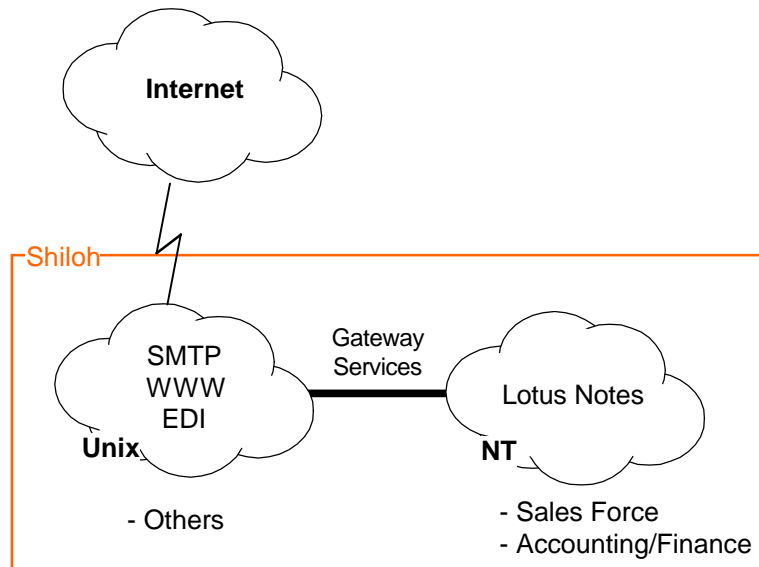 Internet
Shiloh
SMTP
WWW
EDI
Unix
Gateway
Services
Lotus Notes
NT
- Others
- Sales Force
- Accounting/Finance